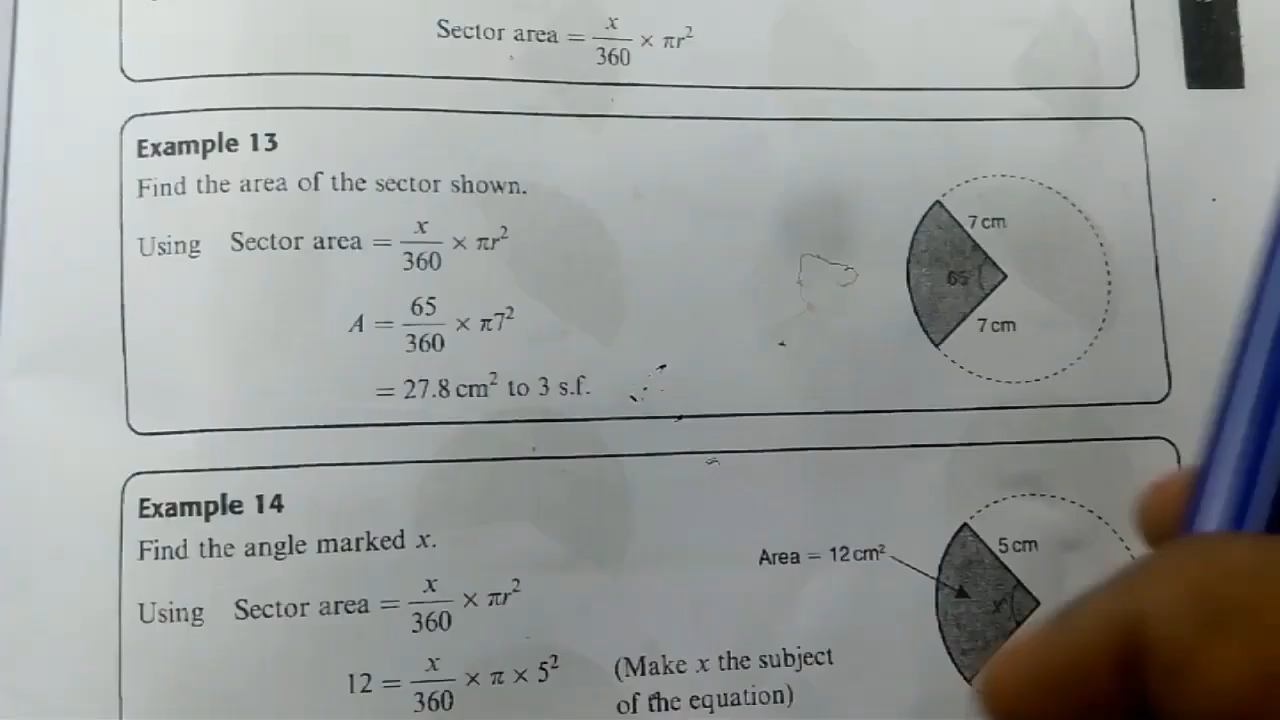 Sector area = x/360 × πr²
Example 13
Find the area of the sector shown.
Using Sector area = x/360 × πr²
A = 65/360 × π7²
= 27.8 cm² to 3 s.f.
7 cm
65
7 cm
Example 14
Find the angle marked x.
Using Sector area = x/360 × πr²
12 = x/360 × π × 5²
(Make x the subject
of the equation)
Area = 12 cm²
5 cm
x°